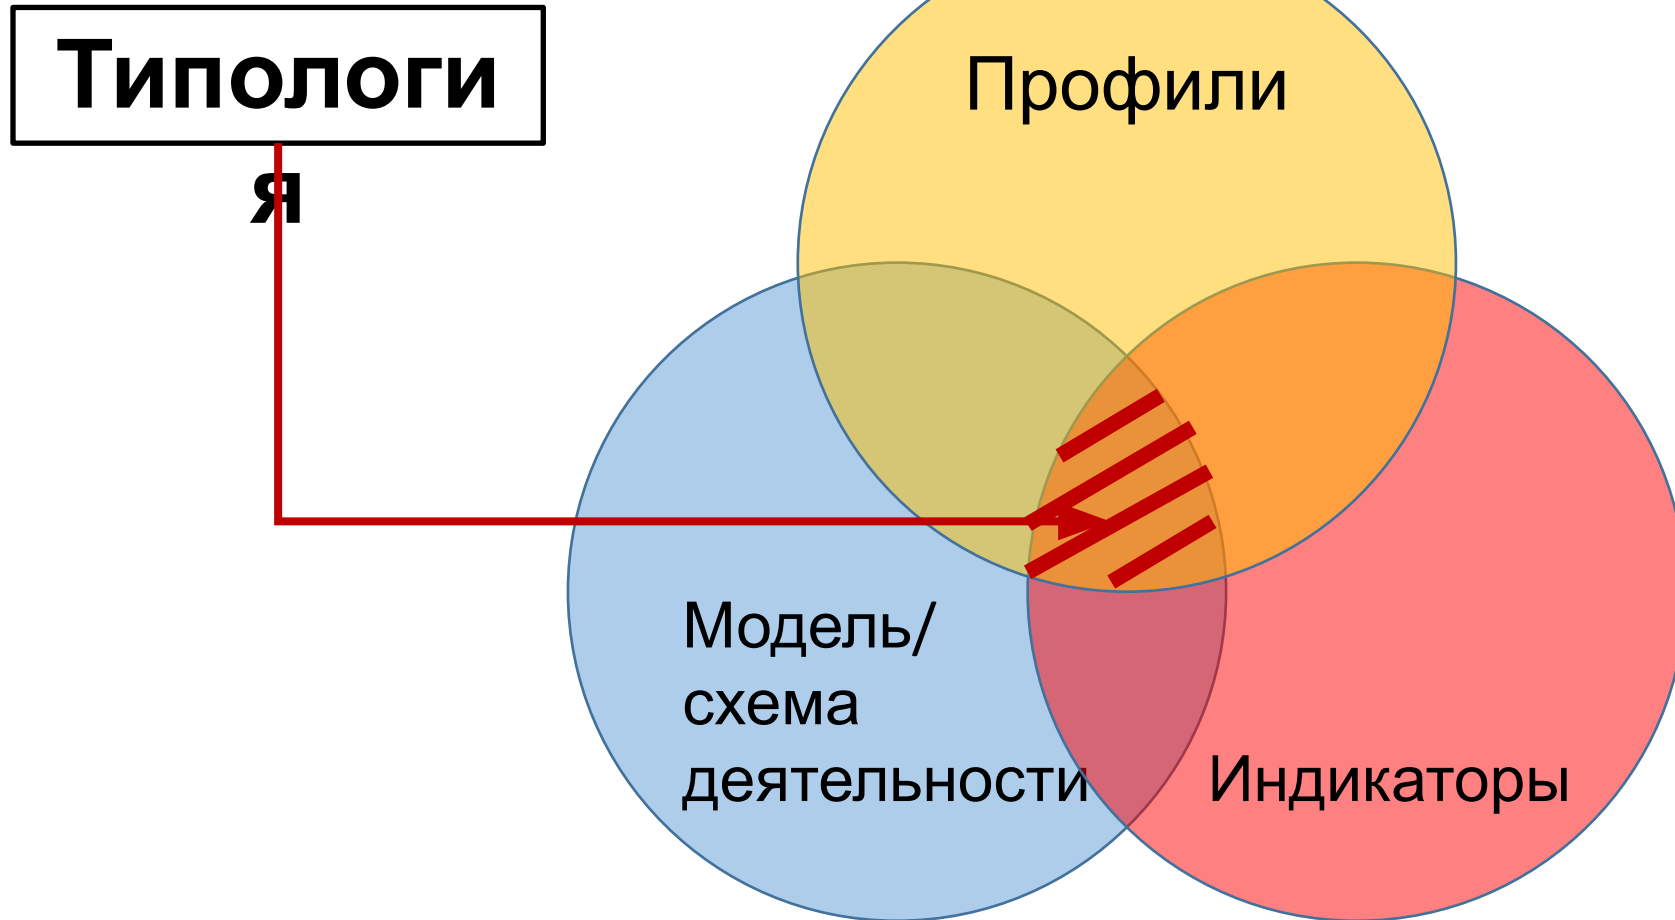 Типологи
я
Профили
Модель/
схема
деятельности
Индикаторы